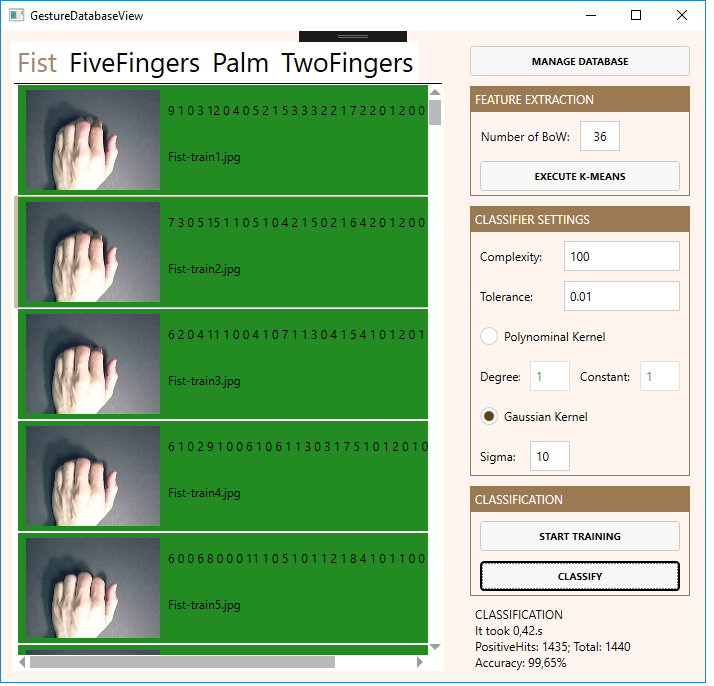 GestureDatabaseView
Fist FiveFingers Palm TwoFingers
9 1 0 3 12 0 4 0 5 2 1 5 3 3 3 2 2 1 7 2 2 0 1 2 0 0
Fist-train1.jpg
7 3 0 5 15 1 1 0 5 1 0 4 2 1 5 0 2 1 6 4 2 0 1 2 0 0
Fist-train2.jpg
6 2 0 4 11 1 0 0 4 1 0 7 1 1 3 0 4 1 5 4 1 0 1 2 0 1
Fist-train3.jpg
6 1 0 2 9 1 0 0 6 1 0 6 1 1 3 0 3 1 7 5 1 0 1 2 0 1 0
Fist-train4.jpg
6 0 0 6 8 0 0 0 11 1 0 5 1 0 1 1 2 1 8 4 1 0 1 1 0 0
Fist-train5.jpg
MANAGE DATABASE
FEATURE EXTRACTION
Number of BoW: 36
EXECUTE K-MEANS
CLASSIFIER SETTINGS
Complexity: 100
Tolerance: 0.01
Polynominal Kernel
Degree: 1 Constant: 1
Gaussian Kernel
Sigma: 10
CLASSIFICATION
START TRAINING
CLASSIFY
CLASSIFICATION
It took 0,42.s
PositiveHits: 1435; Total: 1440
Accuracy: 99,65%